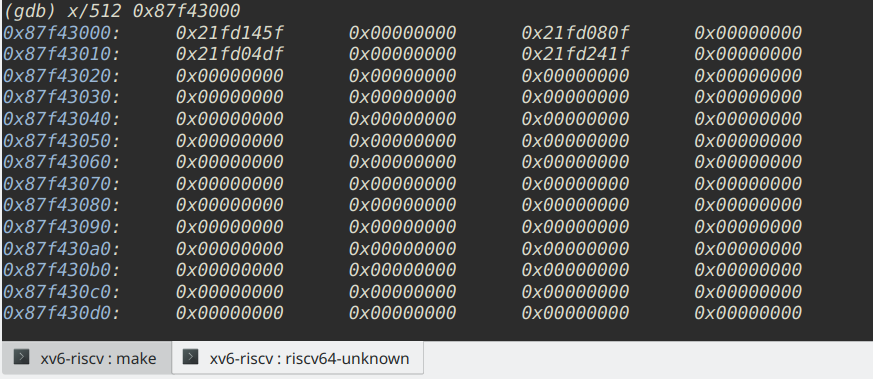 (gdb) x/512 0x87f43000
0x87f43000: 0x21fd145f 0x00000000 0x21fd080f 0x00000000
0x87f43010: 0x21fd04df 0x00000000 0x21fd241f 0x00000000
0x87f43020: 0x00000000 0x00000000 0x00000000 0x00000000
0x87f43030: 0x00000000 0x00000000 0x00000000 0x00000000
0x87f43040: 0x00000000 0x00000000 0x00000000 0x00000000
0x87f43050: 0x00000000 0x00000000 0x00000000 0x00000000
0x87f43060: 0x00000000 0x00000000 0x00000000 0x00000000
0x87f43070: 0x00000000 0x00000000 0x00000000 0x00000000
0x87f43080: 0x00000000 0x00000000 0x00000000 0x00000000
0x87f43090: 0x00000000 0x00000000 0x00000000 0x00000000
0x87f430a0: 0x00000000 0x00000000 0x00000000 0x00000000
0x87f430b0: 0x00000000 0x00000000 0x00000000 0x00000000
0x87f430c0: 0x00000000 0x00000000 0x00000000 0x00000000
0x87f430d0: 0x00000000 0x00000000 0x00000000 0x00000000
xv6-riscv : make xv6-riscv : riscv64-unknown